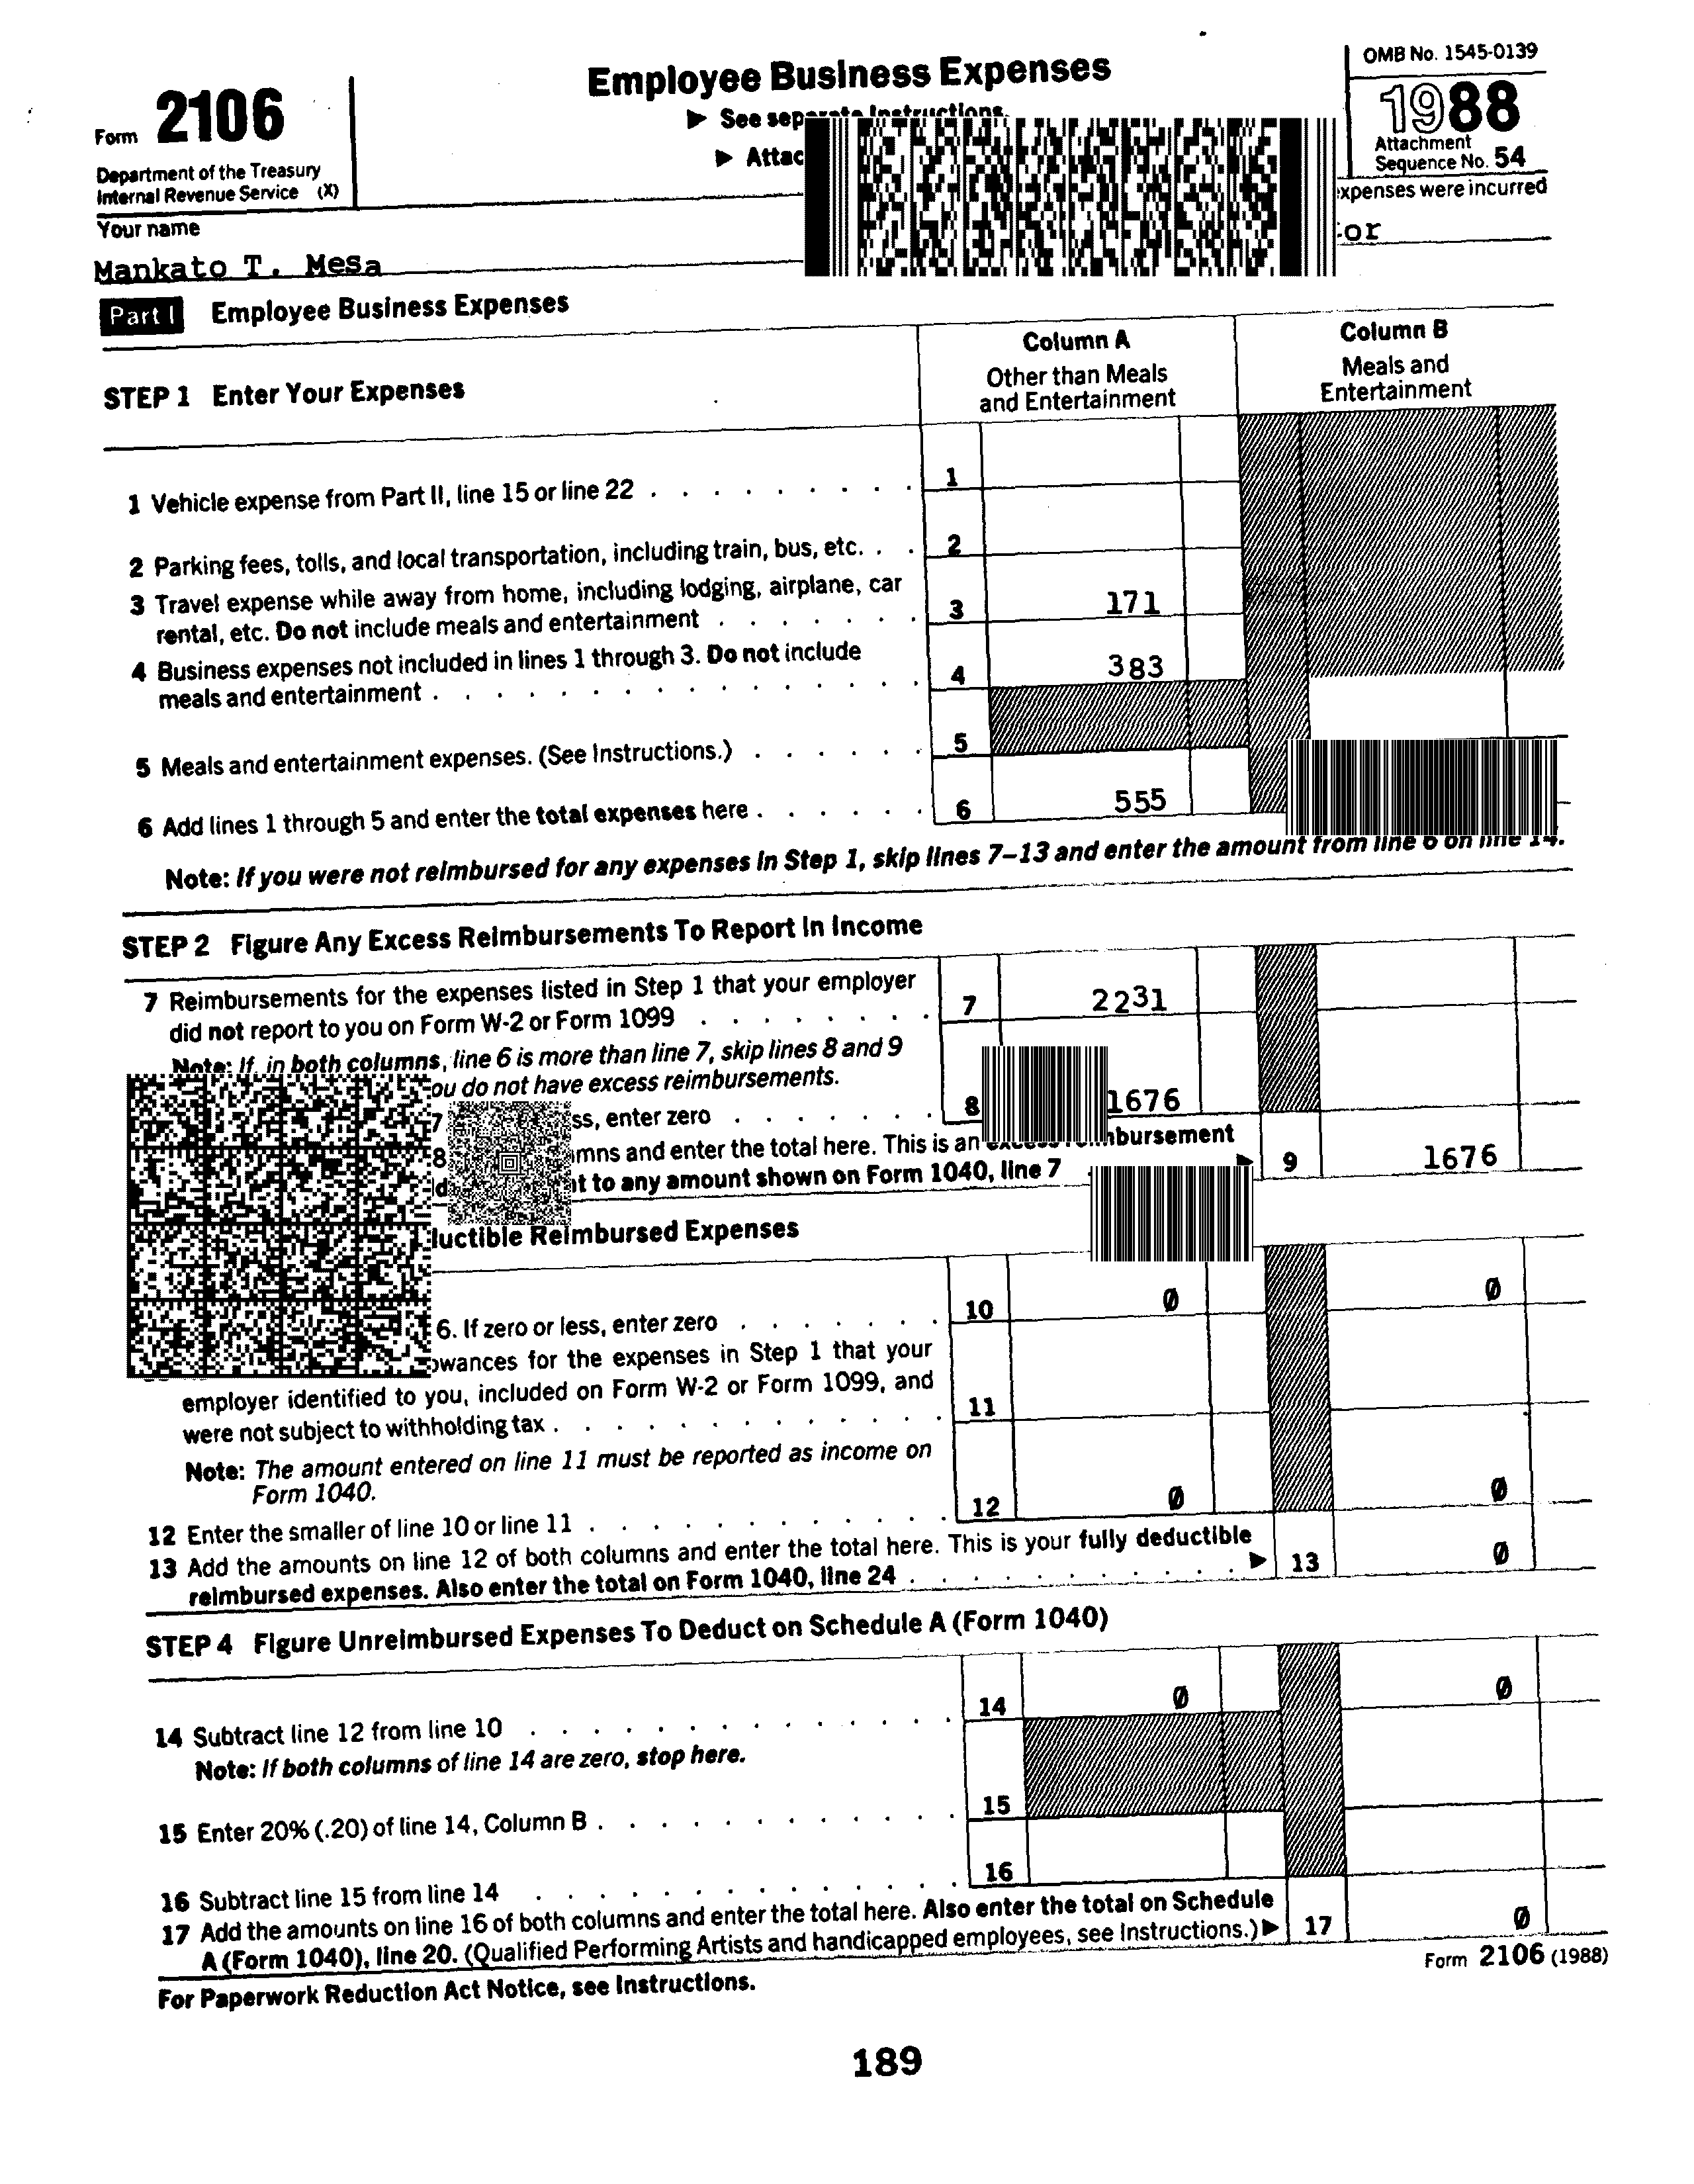 Form 2106
Department of the Treasury
Internal Revenue Service (X)
Employee Business Expenses
▶ See separate Instructions.
▶ Attac
OMB No. 1545-0139
1988
Attachment
Sequence No. 54
expenses were incurred
Your name
Mankato T. Mesa
or
Part I Employee Business Expenses
STEP 1 Enter Your Expenses
Column A
Other than Meals
and Entertainment
Column B
Meals and
Entertainment
1 Vehicle expense from Part II, line 15 or line 22 . . . . . . . . . 1
2 Parking fees, tolls, and local transportation, including train, bus, etc. . . 2
3 Travel expense while away from home, including lodging, airplane, car
rental, etc. Do not include meals and entertainment . . . . . . . 3 171
4 Business expenses not included in lines 1 through 3. Do not include
meals and entertainment . . . . . . . . . . . . . . . 4 383
5 Meals and entertainment expenses. (See Instructions.) . . . . . . 5
6 Add lines 1 through 5 and enter the total expenses here . . . . . . 6 555
Note: If you were not reimbursed for any expenses in Step 1, skip lines 7–13 and enter the amount from line 6 on line 14.
STEP 2 Figure Any Excess Reimbursements To Report In Income
7 Reimbursements for the expenses listed in Step 1 that your employer
did not report to you on Form W-2 or Form 1099 . . . . . . . . 7 2231
Note: If, in both columns, line 6 is more than line 7, skip lines 8 and 9
ou do not have excess reimbursements.
7 ss, enter zero . . . . . . . 8 1676
8 mns and enter the total here. This is an excess reimbursement
t to any amount shown on Form 1040, line 7 ▶ 9 1676
ductible Reimbursed Expenses
6. If zero or less, enter zero . . . . . . . 10 0 0
owances for the expenses in Step 1 that your
employer identified to you, included on Form W-2 or Form 1099, and
were not subject to withholding tax . . . . . . . . . . . . 11
Note: The amount entered on line 11 must be reported as income on
Form 1040.
12 Enter the smaller of line 10 or line 11 . . . . . . . . . . . . 12 0 0
13 Add the amounts on line 12 of both columns and enter the total here. This is your fully deductible
reimbursed expenses. Also enter the total on Form 1040, line 24 . . . . . . . . . . . . ▶ 13 0
STEP 4 Figure Unreimbursed Expenses To Deduct on Schedule A (Form 1040)
14 Subtract line 12 from line 10 . . . . . . . . . . . . . . 14 0 0
Note: If both columns of line 14 are zero, stop here.
15 Enter 20% (.20) of line 14, Column B . . . . . . . . . . . . 15
16 Subtract line 15 from line 14 . . . . . . . . . . . . . . 16
17 Add the amounts on line 16 of both columns and enter the total here. Also enter the total on Schedule
A (Form 1040), line 20. (Qualified Performing Artists and handicapped employees, see Instructions.) ▶ 17 0
For Paperwork Reduction Act Notice, see Instructions.
Form 2106 (1988)
189